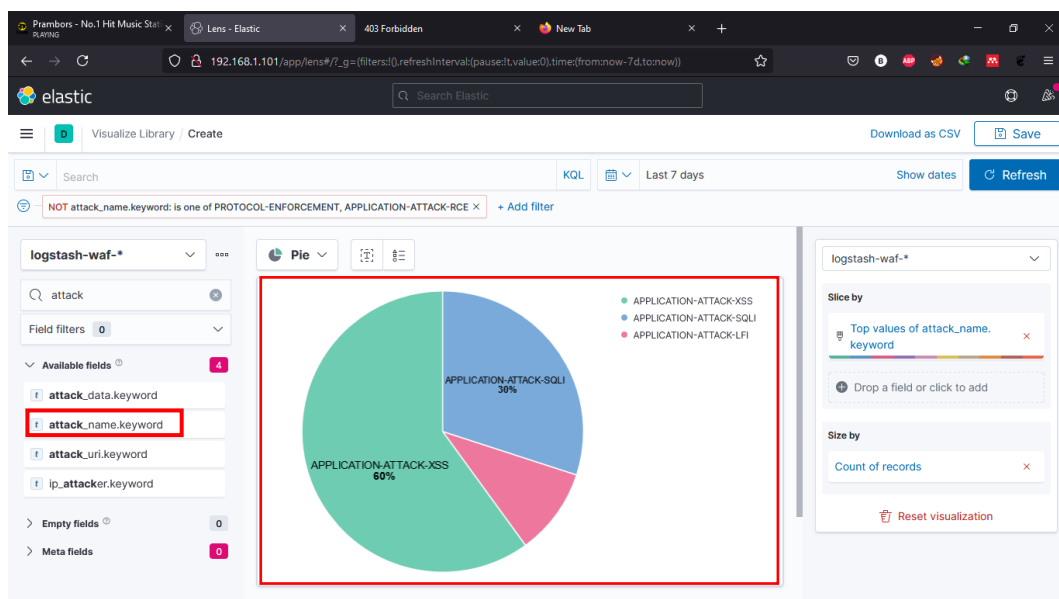 Prambors - No.1 Hit Music Stati
PLAYING
Lens - Elastic
403 Forbidden
New Tab
192.168.1.101/app/lens#/?_g=(filters:!(),refreshInterval:(pause:!t,value:0),time:(from:now-7d,to:now))
elastic
Search Elastic
D
Visualize Library / Create
Download as CSV
Save
Search
KQL
Last 7 days
Show dates
Refresh
NOT attack_name.keyword: is one of PROTOCOL-ENFORCEMENT, APPLICATION-ATTACK-RCE ×
+ Add filter
logstash-waf-*
Pie
logstash-waf-*
attack
Field filters 0
Available fields 4
t attack_data.keyword
t attack_name.keyword
t attack_uri.keyword
t ip_attacker.keyword
Empty fields 0
Meta fields 0
APPLICATION-ATTACK-XSS
APPLICATION-ATTACK-SQLI
APPLICATION-ATTACK-LFI
APPLICATION-ATTACK-SQLI
30%
APPLICATION-ATTACK-XSS
60%
Slice by
Top values of attack_name.
keyword
Drop a field or click to add
Size by
Count of records
Reset visualization